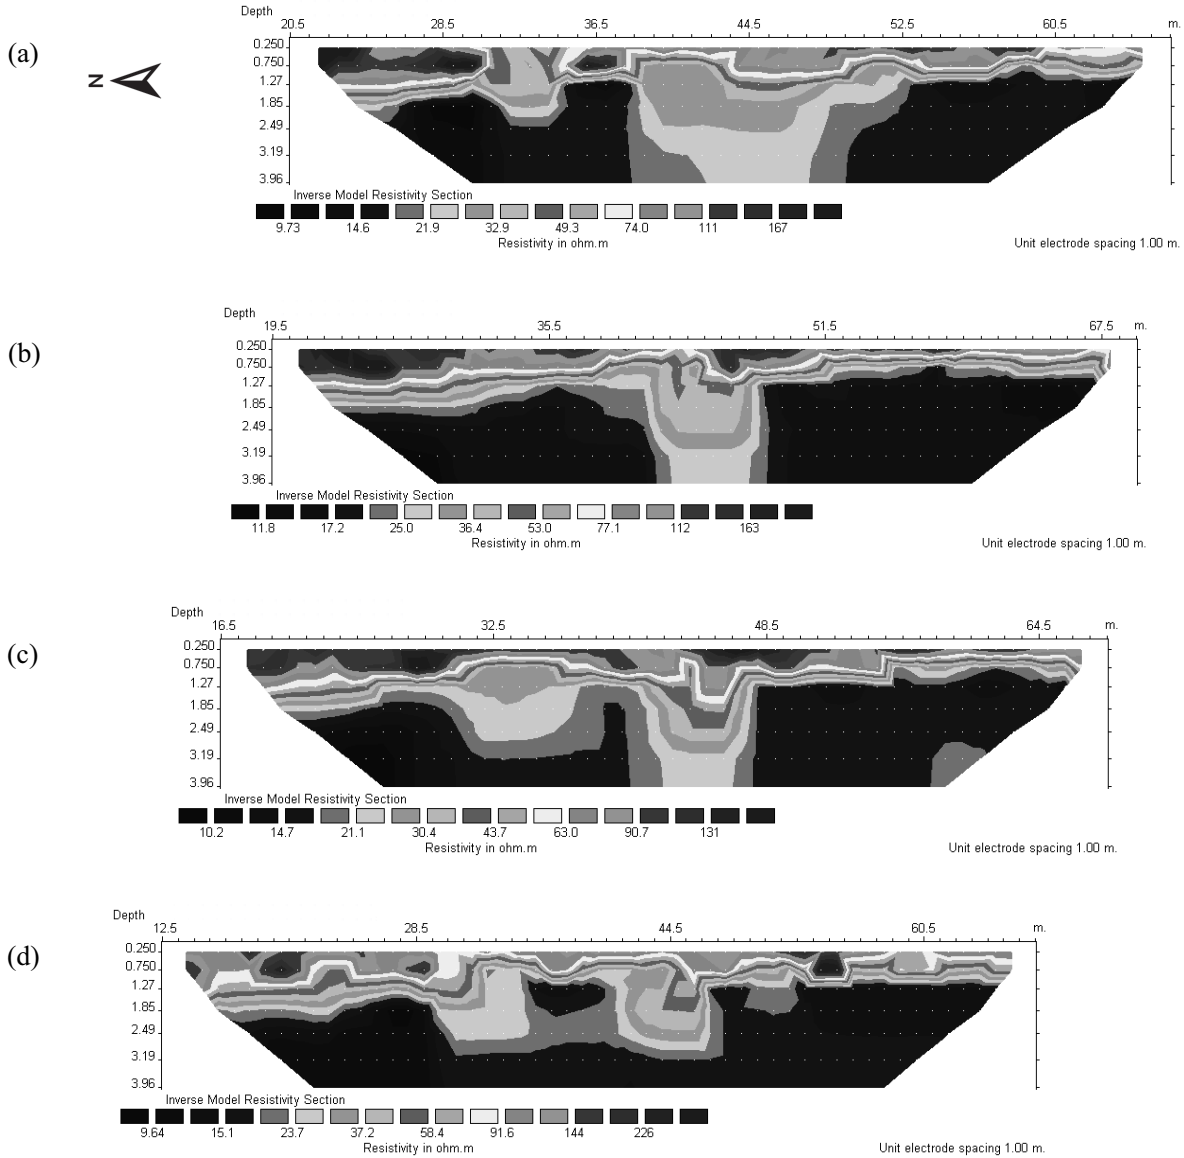 (a)
Depth
20.5 28.5 36.5 44.5 52.5 60.5 m.
0.250
0.750
1.27
1.85
2.49
3.19
3.96
N
Inverse Model Resistivity Section
9.73 14.6 21.9 32.9 49.3 74.0 111 167
Resistivity in ohm.m Unit electrode spacing 1.00 m.
(b)
Depth
19.5 35.5 51.5 67.5 m.
0.250
0.750
1.27
1.85
2.49
3.19
3.96
Inverse Model Resistivity Section
11.8 17.2 25.0 36.4 53.0 77.1 112 163
Resistivity in ohm.m Unit electrode spacing 1.00 m.
(c)
Depth
16.5 32.5 48.5 64.5 m.
0.250
0.750
1.27
1.85
2.49
3.19
3.96
Inverse Model Resistivity Section
10.2 14.7 21.1 30.4 43.7 63.0 90.7 131
Resistivity in ohm.m Unit electrode spacing 1.00 m.
(d)
Depth
12.5 28.5 44.5 60.5 m.
0.250
0.750
1.27
1.85
2.49
3.19
3.96
Inverse Model Resistivity Section
9.64 15.1 23.7 37.2 58.4 91.6 144 226
Resistivity in ohm.m Unit electrode spacing 1.00 m.